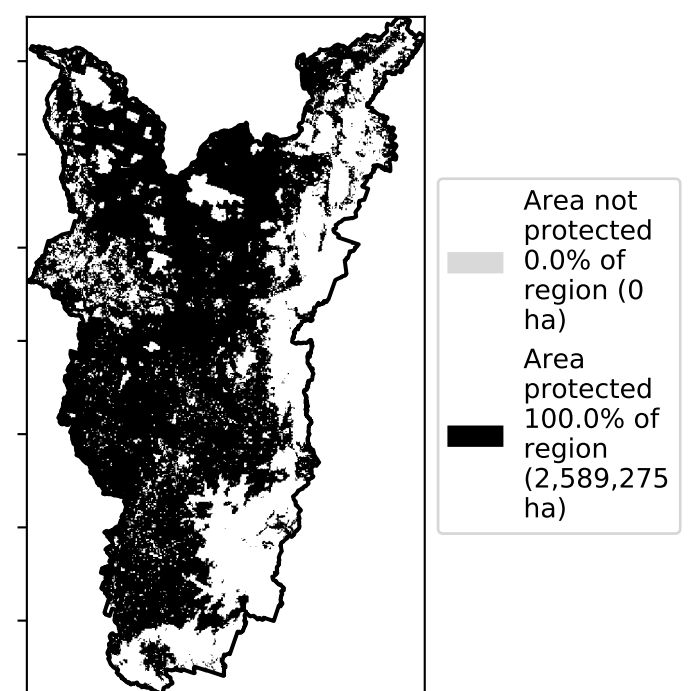 Area not
protected
0.0% of
region (0
ha)
Area
protected
100.0% of
region
(2,589,275
ha)